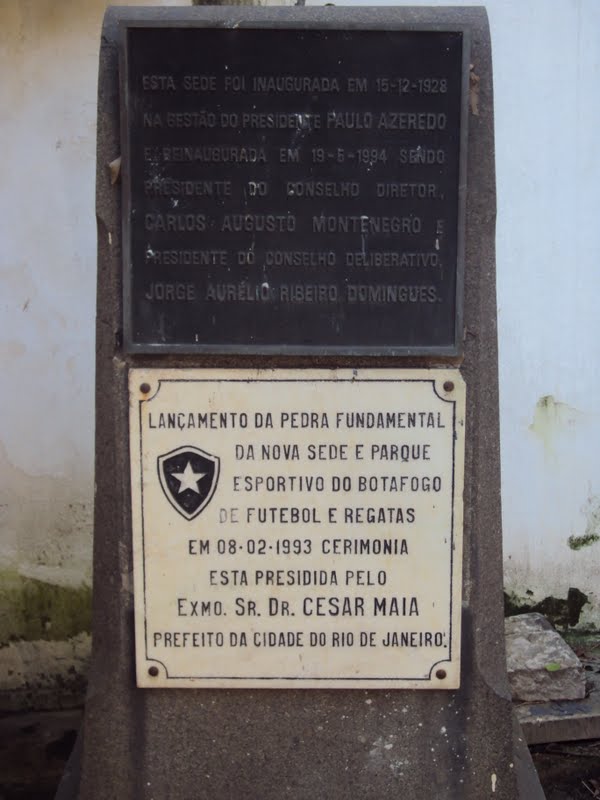 ESTA SEDE FOI INAUGURADA EM 15-12-1928
NA GESTÃO DO PRESIDENTE PAULO AZEREDO
E REINAUGURADA EM 19-5-1994 SENDO
PRESIDENTE DO CONSELHO DIRETOR,
CARLOS AUGUSTO MONTENEGRO E
PRESIDENTE DO CONSELHO DELIBERATIVO,
JORGE AURÉLIO RIBEIRO DOMINGUES.
LANÇAMENTO DA PEDRA FUNDAMENTAL
DA NOVA SEDE E PARQUE
ESPORTIVO DO BOTAFOGO
DE FUTEBOL E REGATAS
EM 08-02-1993 CERIMONIA
ESTA PRESIDIDA PELO
EXMO. SR. DR. CESAR MAIA
PREFEITO DA CIDADE DO RIO DE JANEIRO.